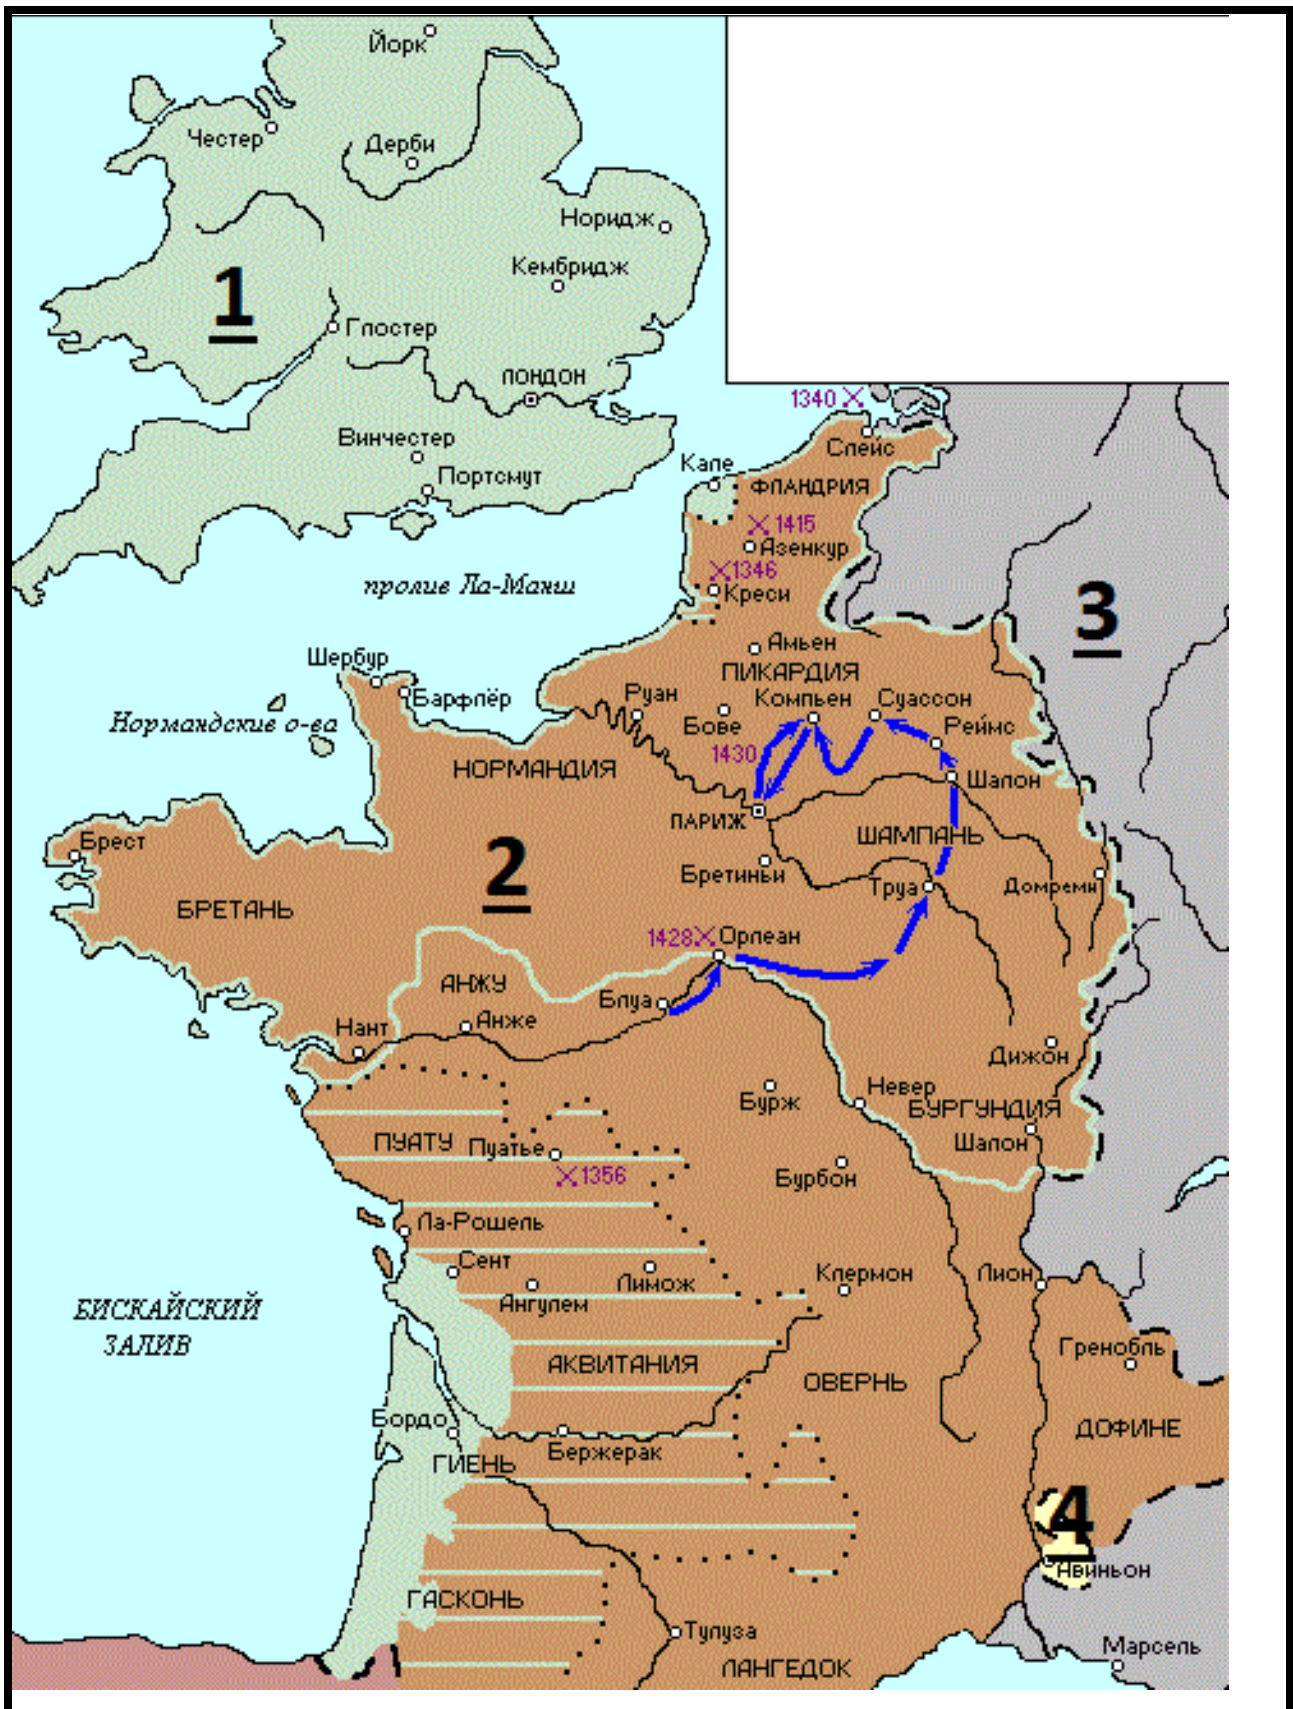 Йорк
Честер
Дерби
Норидж
Кембридж
1
Глостер
ЛОНДОН
1340
Винчестер
Слейс
Кале
Портсмут
ФЛАНДРИЯ
1415
Азенкур
1346
пролив Ла-Манш
Креси
3
Амьен
Шербур
ПИКАРДИЯ
Барфлёр
Руан
Компьен
Суассон
Нормандские о-ва
Бове
Реймс
1430
НОРМАНДИЯ
Шалон
ПАРИЖ
ШАМПАНЬ
Брест
2
Бретиньи
Труа
Домреми
БРЕТАНЬ
1428
Орлеан
АНЖУ
Блуа
Нант
Анже
Дижон
Невер
Бурж
БУРГУНДИЯ
ПУАТУ
Пуатье
Шалон
1356
Бурбон
Ла-Рошель
Сент
Лимож
Клермон
Лион
Ангулем
БИСКАЙСКИЙ
ЗАЛИВ
Гренобль
АКВИТАНИЯ
ОВЕРНЬ
Бордо
ДОФИНЕ
Бержерак
ГИЕНЬ
4
Авиньон
ГАСКОНЬ
Тулуза
Марсель
ЛАНГЕДОК